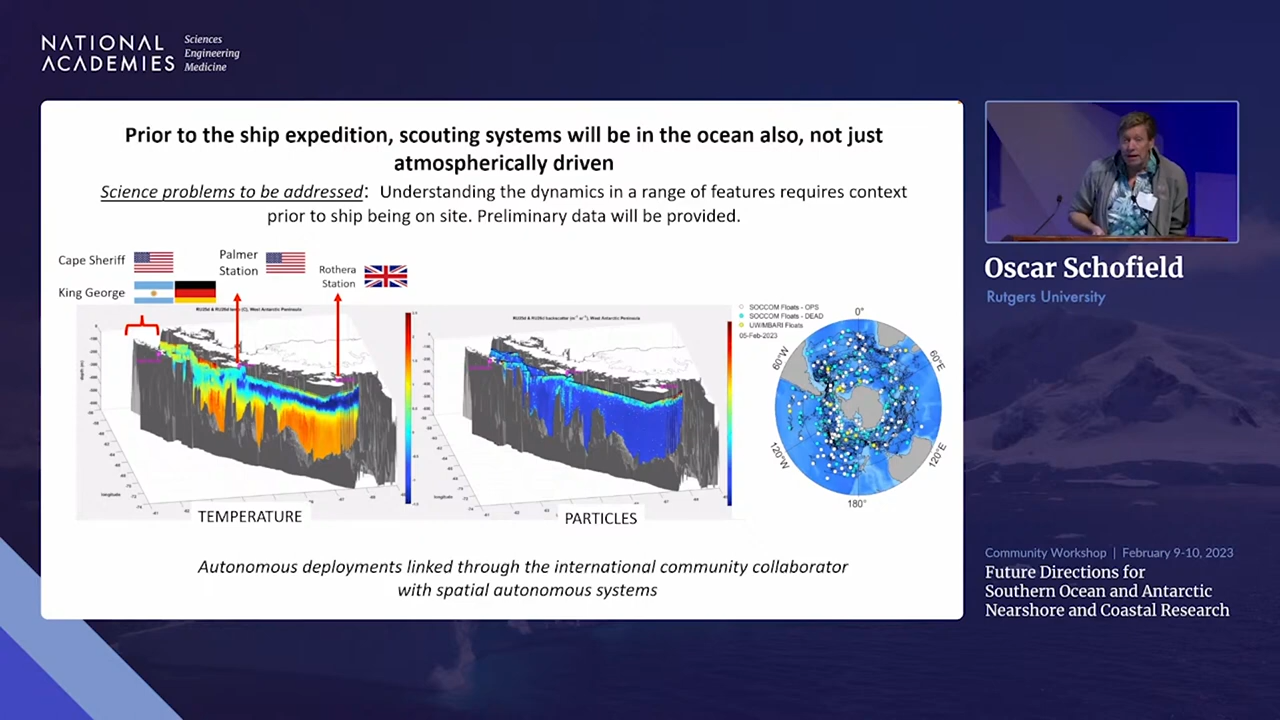 NATIONAL
ACADEMIES
Sciences
Engineering
Medicine
Prior to the ship expedition, scouting systems will be in the ocean also, not just
atmospherically driven
Science problems to be addressed: Understanding the dynamics in a range of features requires context
prior to ship being on site. Preliminary data will be provided.
Cape Sheriff
King George
Palmer
Station
Rothera
Station
TEMPERATURE
PARTICLES
SOCCOM Floats - OPS
SOCCOM Floats - DEAD
UW/MBARI Floats
05-Feb-2023
0°
60°W
60°E
120°W
120°E
180°
Autonomous deployments linked through the international community collaborator
with spatial autonomous systems
Oscar Schofield
Rutgers University
Community Workshop | February 9-10, 2023
Future Directions for
Southern Ocean and Antarctic
Nearshore and Coastal Research